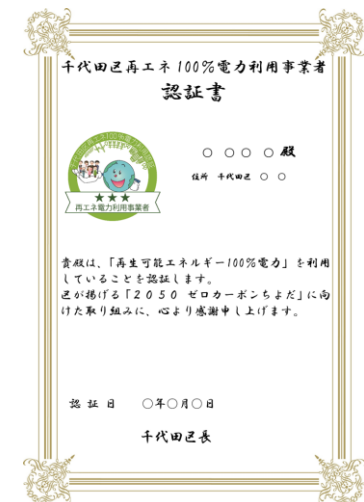 千代田区再エネ100%電力利用事業者
認証書
○ ○ ○ ○ 殿
住所 千代田区 ○ ○
★★★
再エネ電力利用事業者
貴殿は、「再生可能エネルギー100%電力」を利用
していることを認証します。
区が掲げる「2050 ゼロカーボンちよだ」に向
けた取り組みに、心より感謝申し上げます。
認 証 日 ○年○月○日
千代田区長